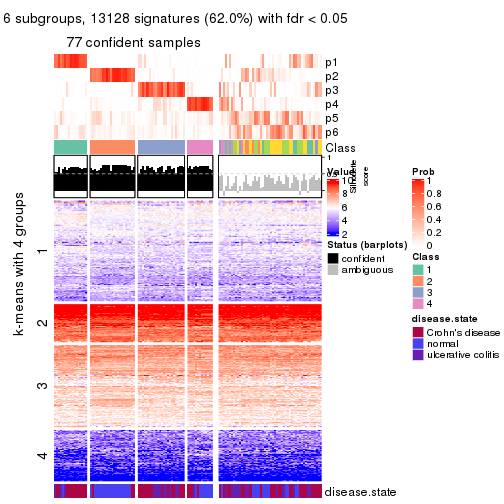 6 subgroups, 13128 signatures (62.0%) with fdr < 0.05
77 confident samples
p1
p2
p3
p4
p5
p6
Class
1
0.5
0
Silhouette
score
k-means with 4 groups
1
2
3
4
disease.state
Value
10
8
6
4
2
Status (barplots)
confident
ambiguous
Prob
1
0.8
0.6
0.4
0.2
0
Class
1
2
3
4
disease.state
Crohn's disease
normal
ulcerative colitis